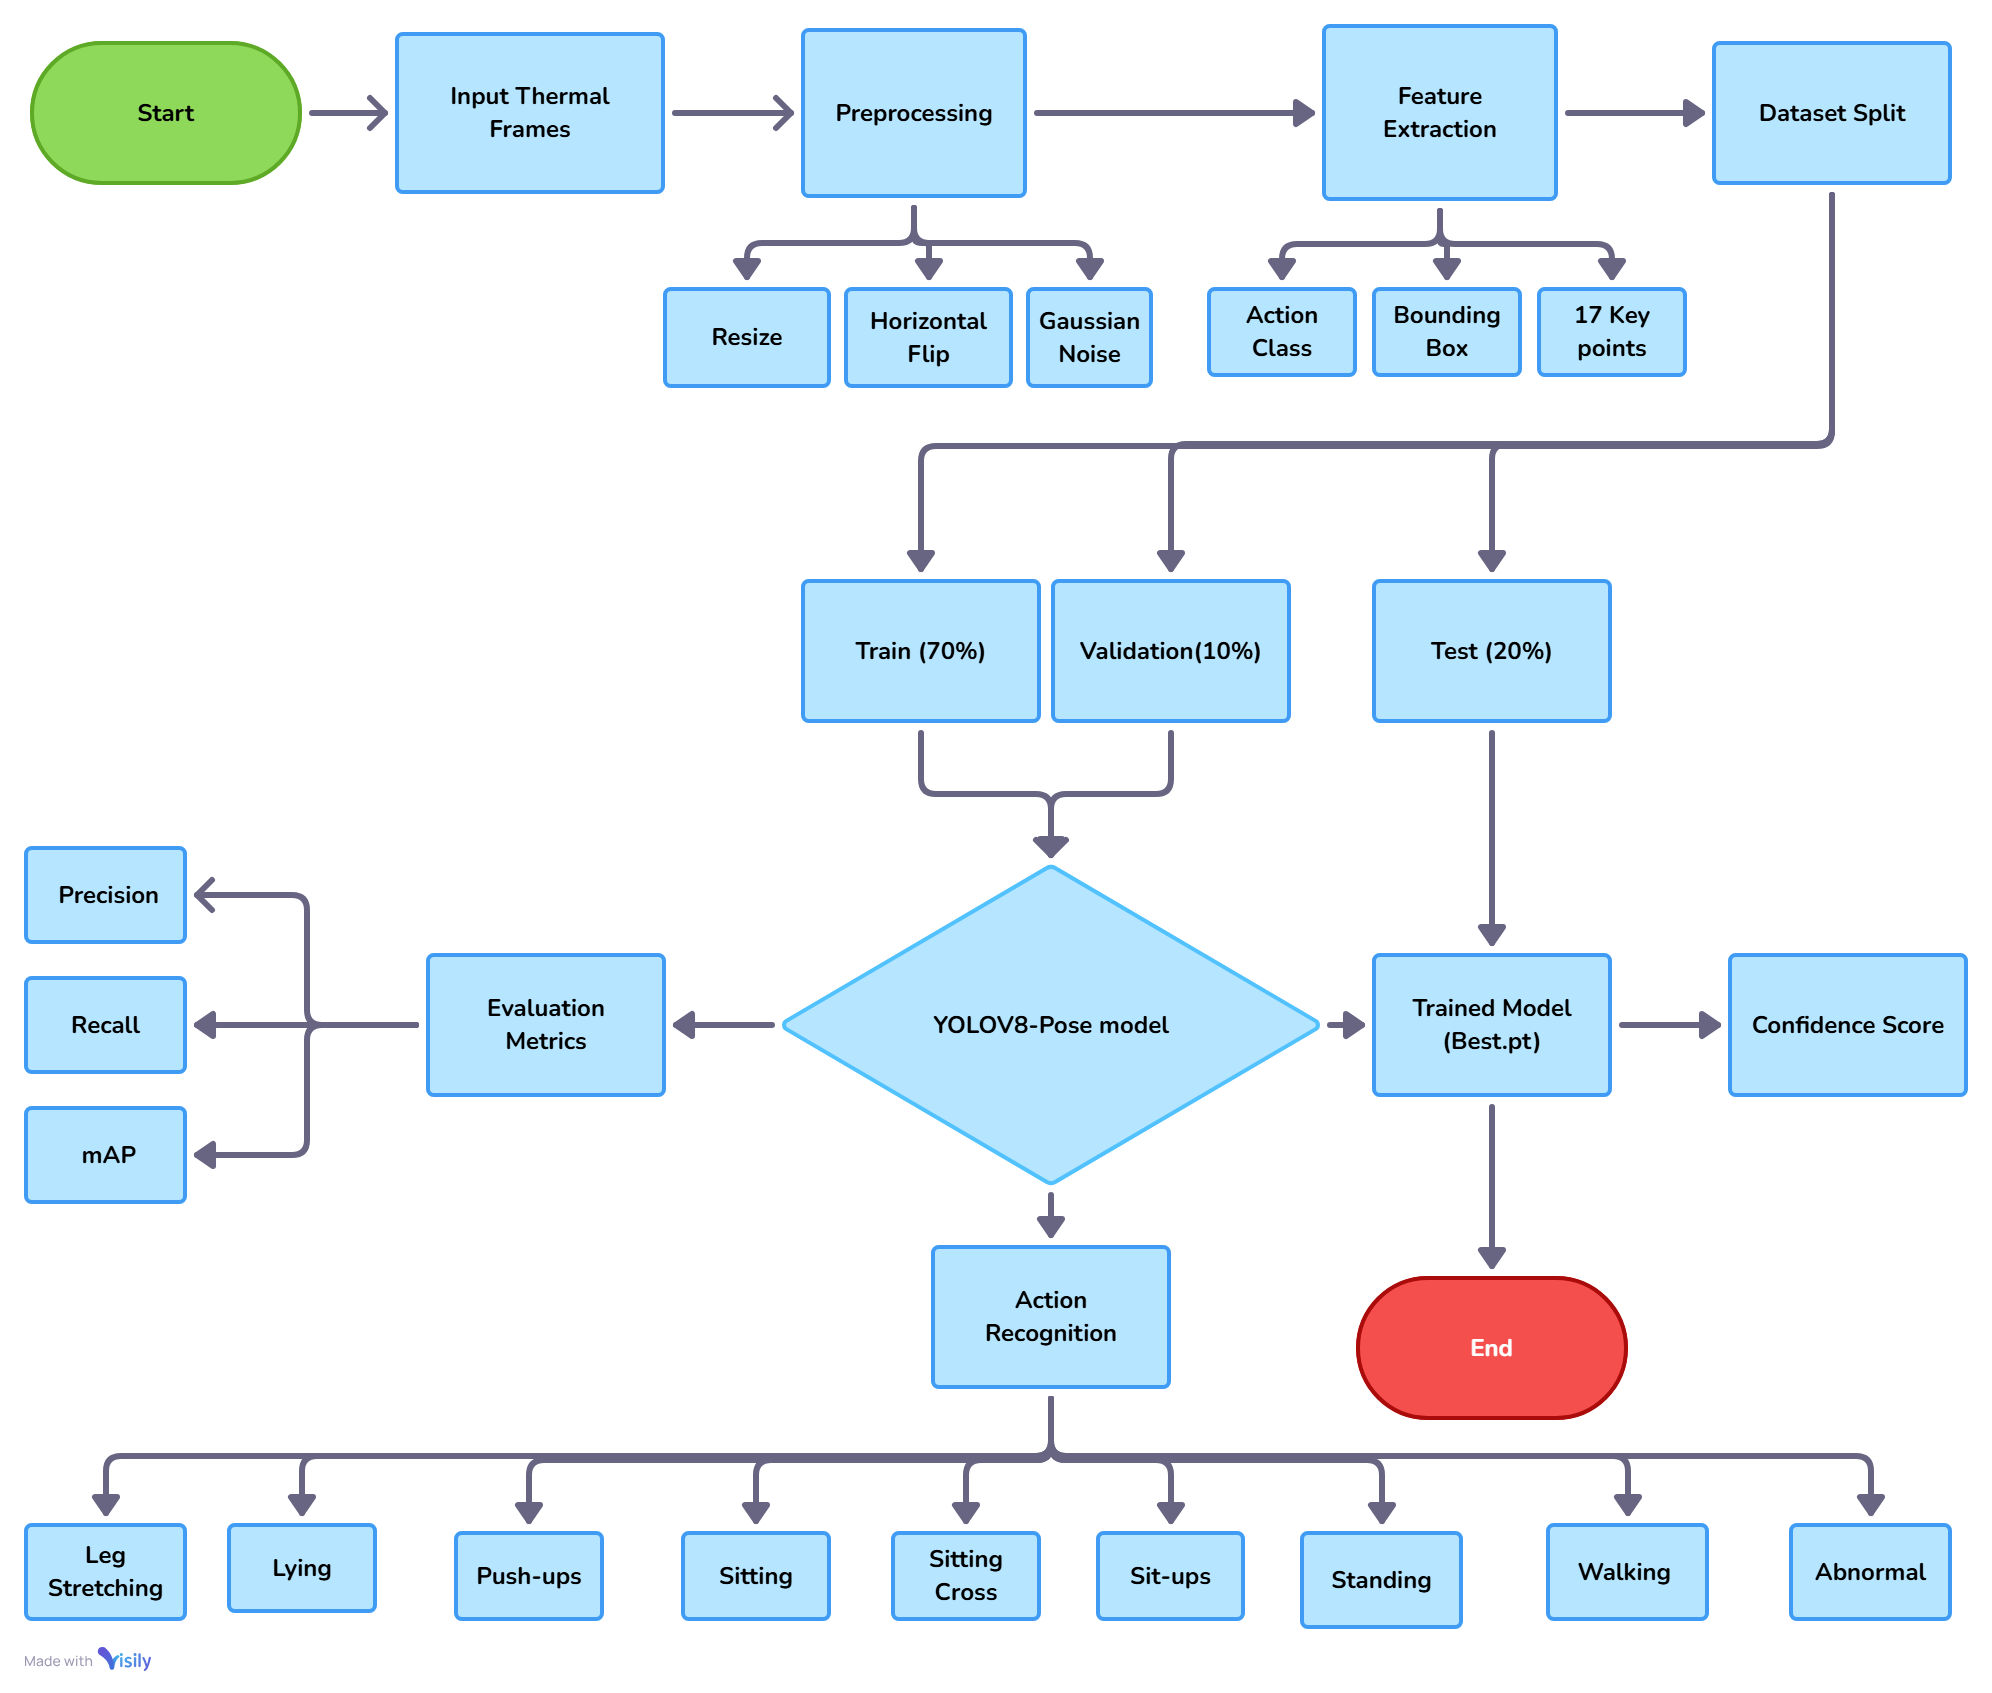 Start
Input Thermal
Frames
Preprocessing
Feature
Extraction
Dataset Split
Resize
Horizontal
Flip
Gaussian
Noise
Action
Class
Bounding
Box
17 Key
points
Train (70%)
Validation(10%)
Test (20%)
Precision
Recall
mAP
Evaluation
Metrics
YOLOV8-Pose model
Trained Model
(Best.pt)
Confidence Score
Action
Recognition
End
Leg
Stretching
Lying
Push-ups
Sitting
Sitting
Cross
Sit-ups
Standing
Walking
Abnormal
Made with Visily